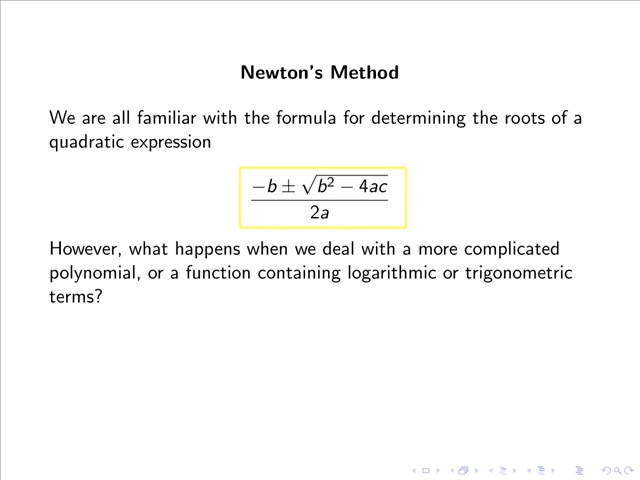 Newton's Method
We are all familiar with the formula for determining the roots of a
quadratic expression
−b ± √b² − 4ac
2a
However, what happens when we deal with a more complicated
polynomial, or a function containing logarithmic or trigonometric
terms?